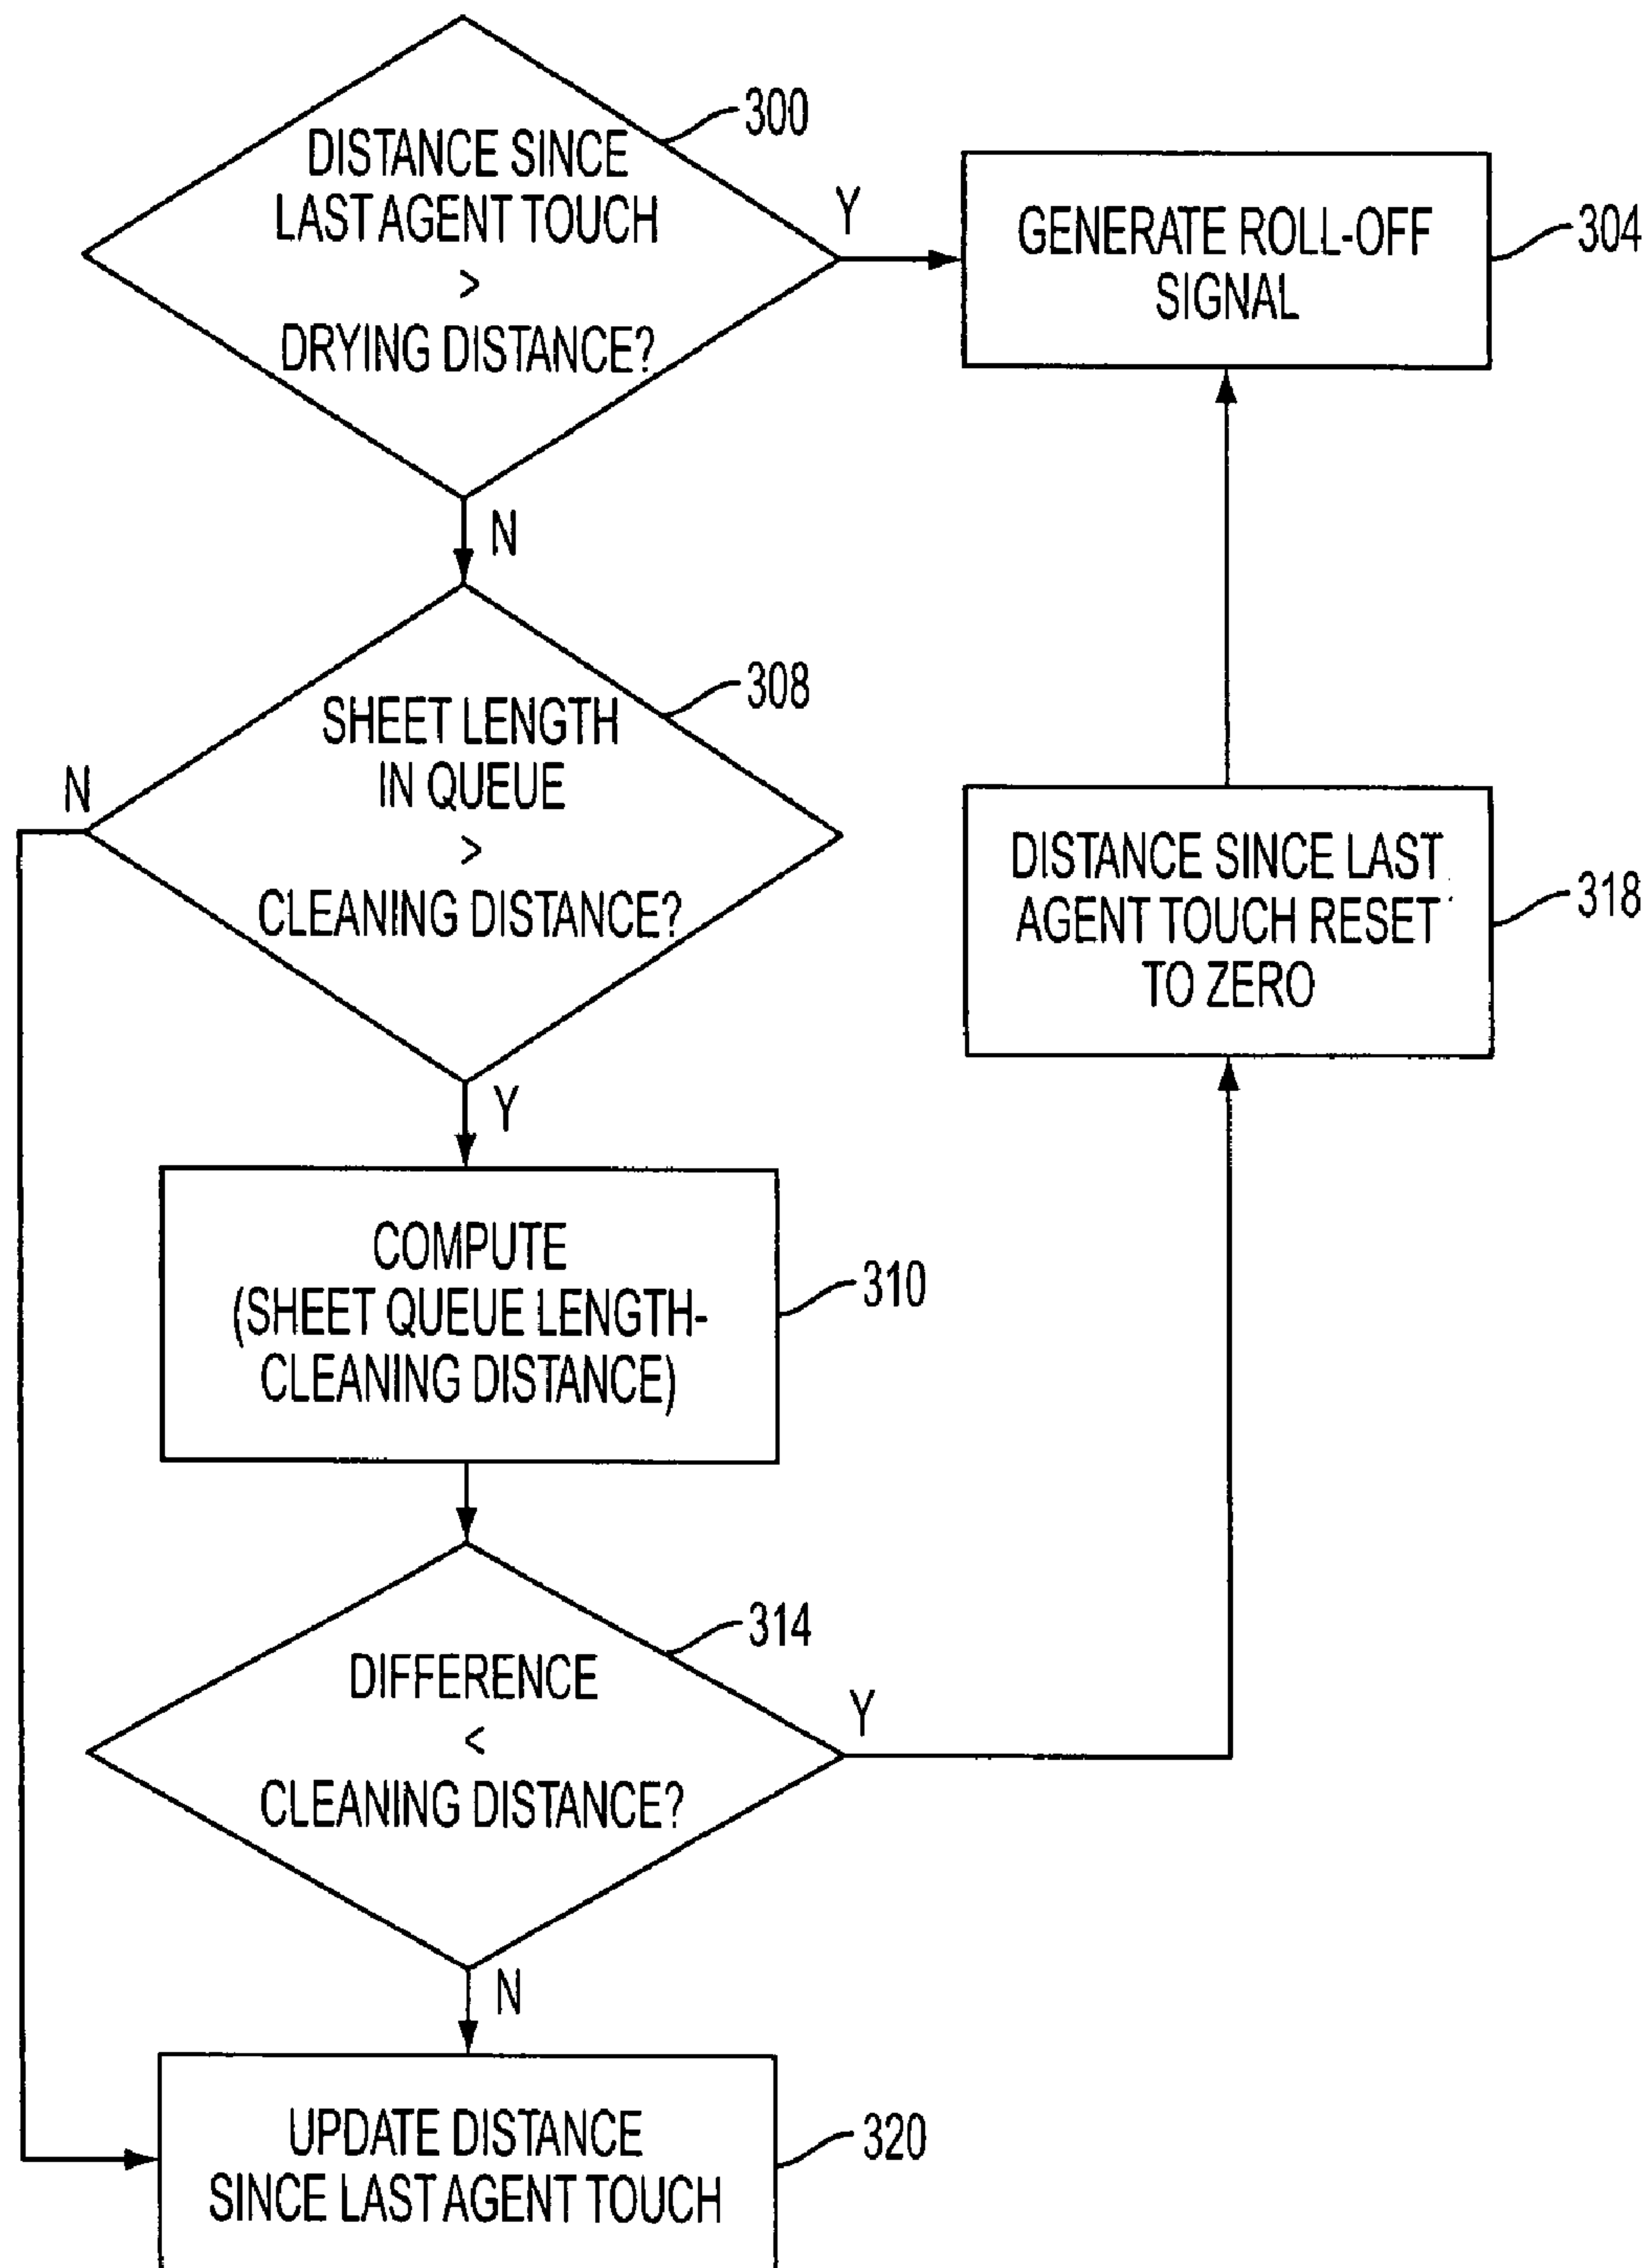 DISTANCE SINCE
LAST AGENT TOUCH
>
DRYING DISTANCE?
300
Y
GENERATE ROLL-OFF
SIGNAL
304
N
SHEET LENGTH
IN QUEUE
>
CLEANING DISTANCE?
308
N
Y
DISTANCE SINCE LAST
AGENT TOUCH RESET
TO ZERO
318
COMPUTE
(SHEET QUEUE LENGTH-
CLEANING DISTANCE)
310
DIFFERENCE
<
CLEANING DISTANCE?
314
Y
N
UPDATE DISTANCE
SINCE LAST AGENT TOUCH
320